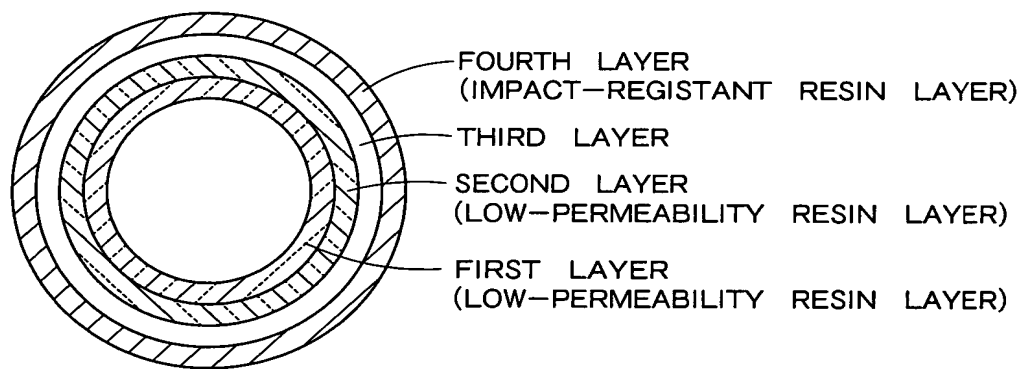 FOURTH LAYER
(IMPACT-REGISTANT RESIN LAYER)
THIRD LAYER
SECOND LAYER
(LOW-PERMEABILITY RESIN LAYER)
FIRST LAYER
(LOW-PERMEABILITY RESIN LAYER)